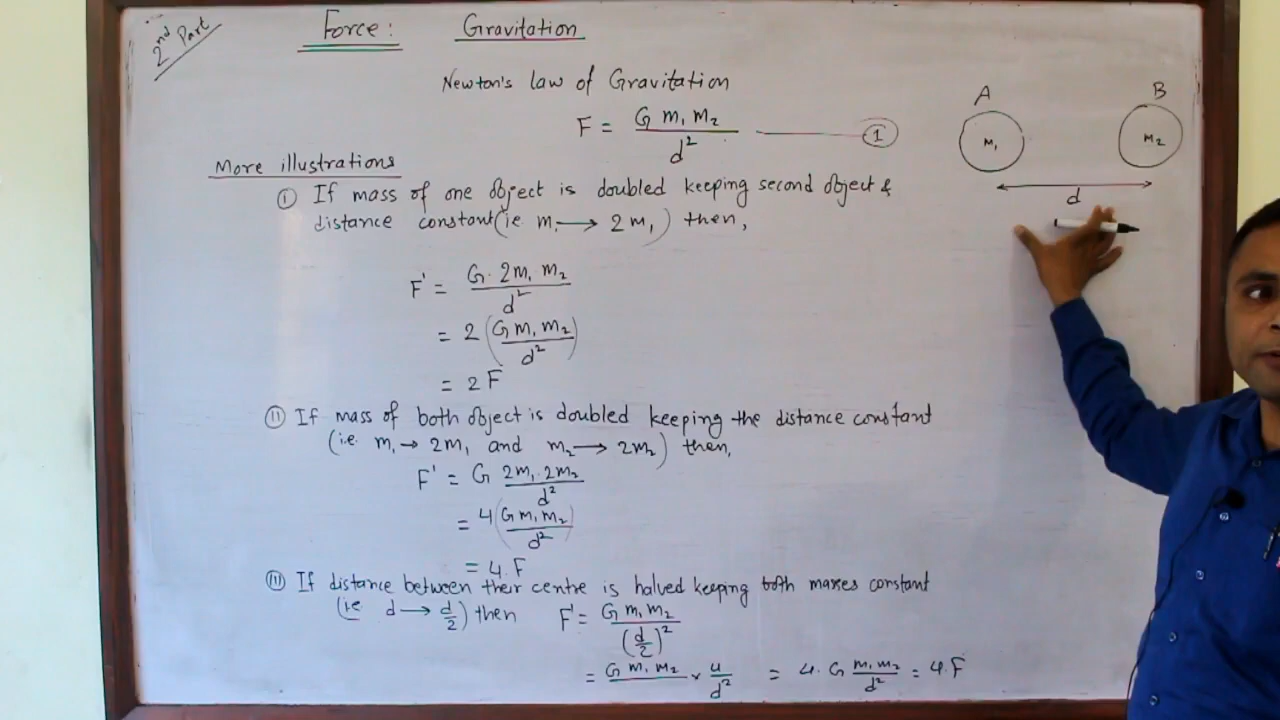 2nd Part
Force: Gravitation
Newton's law of Gravitation
F = G m₁ m₂ / d² ——— ①
A B
m₁ m₂
d
More illustrations
Ⓘ If mass of one object is doubled keeping second object &
distance constant (ie. m₁ → 2m₁) then,
F' = G. 2m₁ m₂ / d²
= 2 (G m₁ m₂ / d²)
= 2F
(II) If mass of both object is doubled keeping the distance constant
(i.e. m₁ → 2m₁ and m₂ → 2m₂) then,
F' = G 2m₁. 2m₂ / d²
= 4 (G m₁ m₂ / d²)
= 4.F
(III) If distance between their centre is halved keeping both masses constant
(ie d → d/2) then F' = G m₁ m₂ / (d/2)²
= G m₁ m₂ × 4/d² = 4. G m₁ m₂ / d² = 4.F